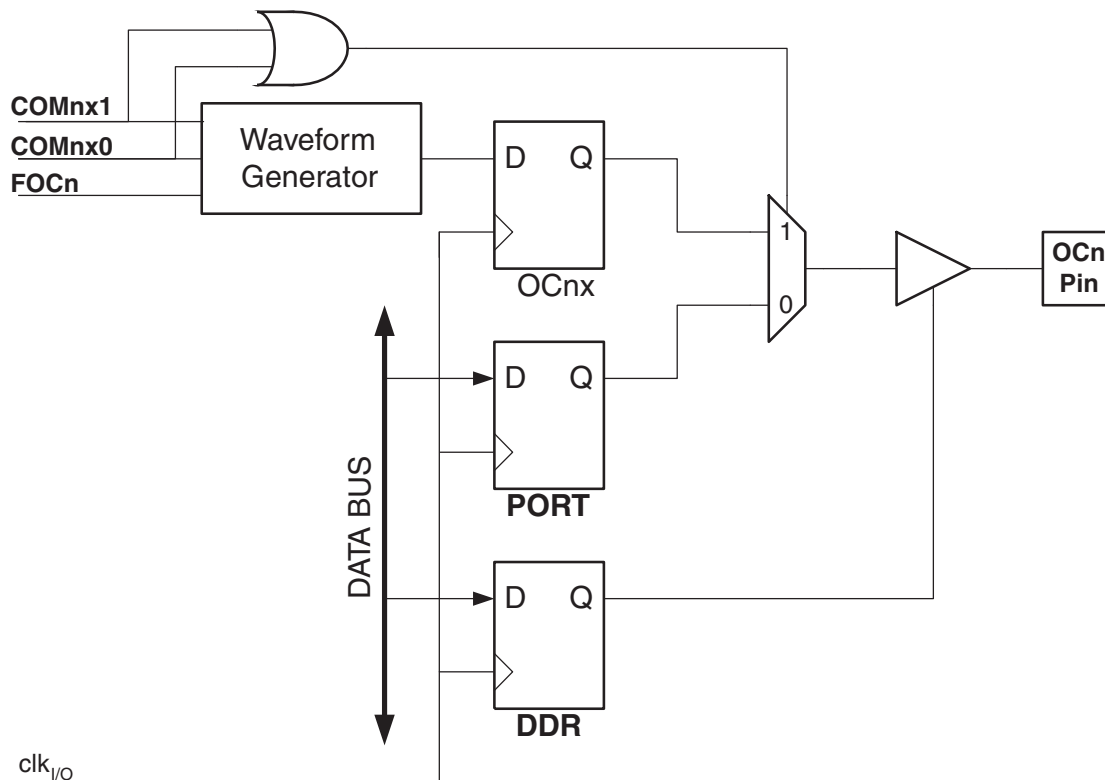 COMnx1
COMnx0
FOCn
Waveform
Generator
D Q
OCnx
1
0
OCn
Pin
D Q
PORT
DATA BUS
D Q
DDR
clkI/O